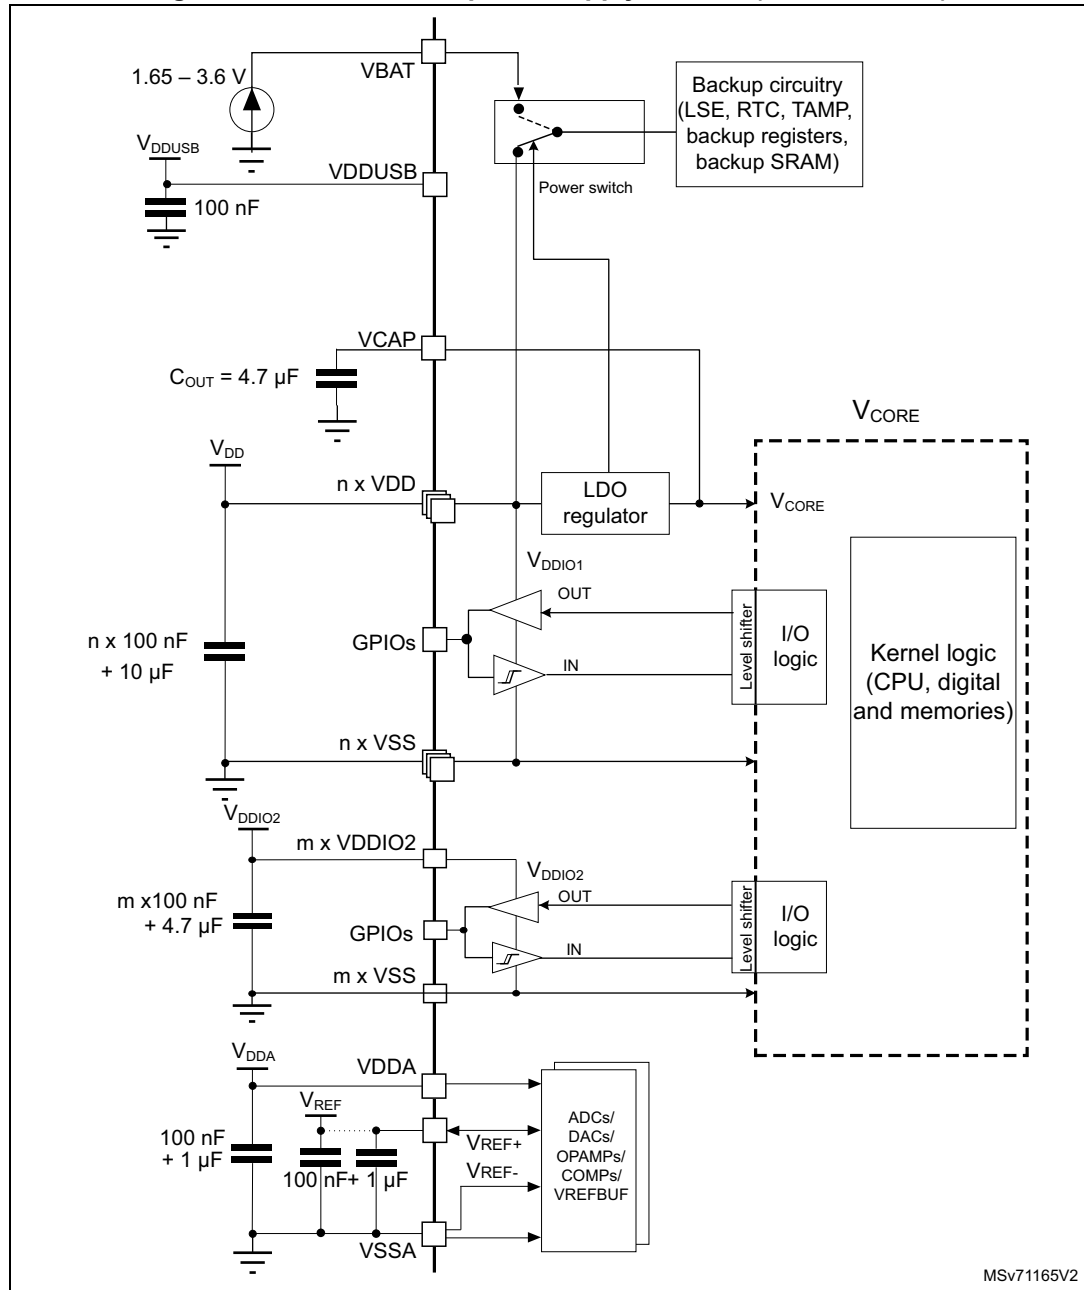 VBAT
1.65 – 3.6 V
Backup circuitry
(LSE, RTC, TAMP,
backup registers,
backup SRAM)
VDDUSB
VDDUSB
100 nF
Power switch
VCAP
COUT = 4.7 µF
VCORE
VDD
n x VDD
LDO
regulator
VCORE
VDDIO1
OUT
GPIOs
IN
Level shifter
I/O
logic
Kernel logic
(CPU, digital
and memories)
n x 100 nF
+ 10 µF
n x VSS
VDDIO2
m x VDDIO2
VDDIO2
OUT
m x100 nF
+ 4.7 µF
GPIOs
IN
Level shifter
I/O
logic
m x VSS
VDDA
VDDA
VREF
100 nF
+ 1 µF
100 nF+ 1 µF
VREF+
VREF-
ADCs/
DACs/
OPAMPs/
COMPs/
VREFBUF
VSSA
MSv71165V2